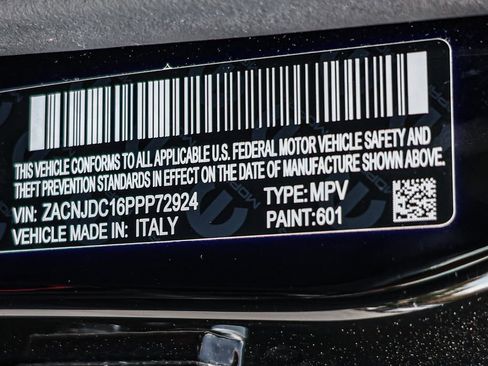 THIS VEHICLE CONFORMS TO ALL APPLICABLE U.S. FEDERAL MOTOR VEHICLE SAFETY AND
THEFT PREVENTION STANDARDS IN EFFECT ON THE DATE OF MANUFACTURE SHOWN ABOVE.
VIN: ZACNJDC16PPP72924 TYPE: MPV
VEHICLE MADE IN: ITALY PAINT: 601